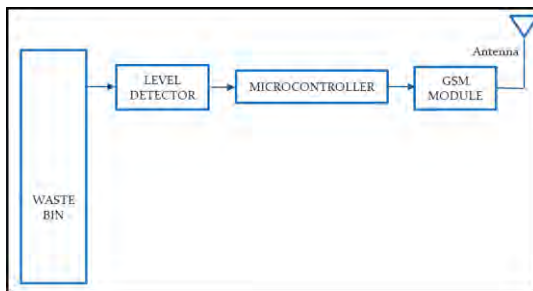 Antenna
LEVEL
DETECTOR
MICROCONTROLLER
GSM
MODULE
WASTE
BIN